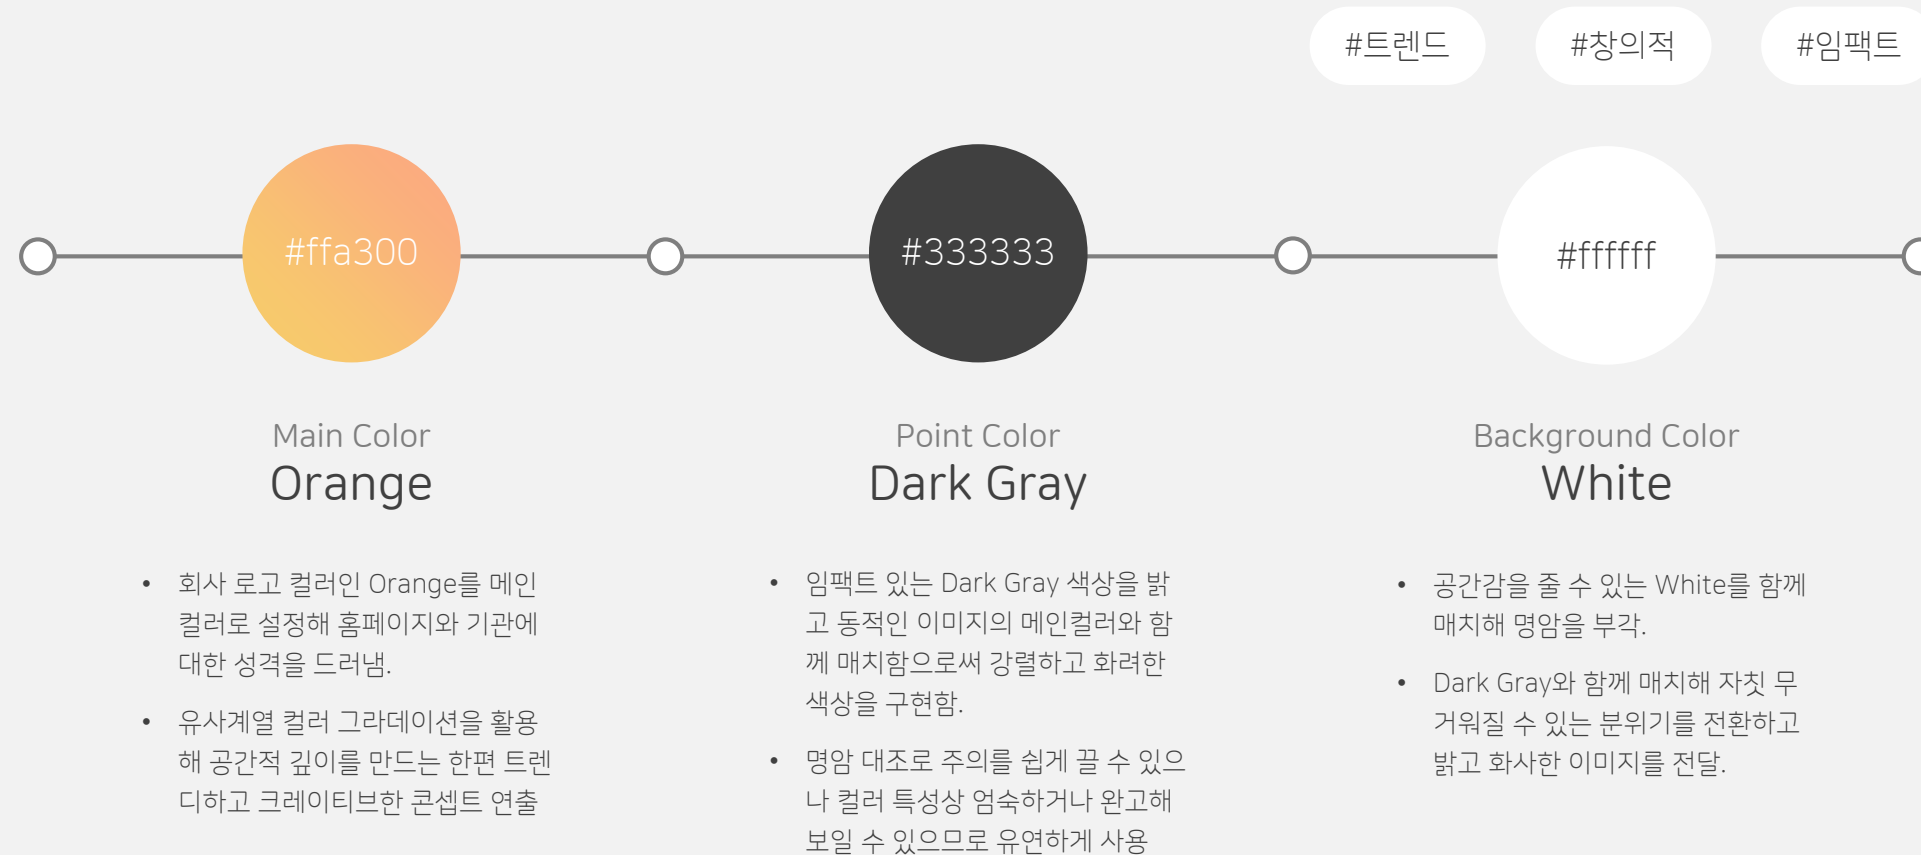 #트렌드 #창의적 #임팩트
#ffa300
#333333
#ffffff
Main Color
Orange
• 회사 로고 컬러인 Orange를 메인
컬러로 설정해 홈페이지와 기관에
대한 성격을 드러냄.
• 유사계열 컬러 그라데이션을 활용
해 공간적 깊이를 만드는 한편 트렌
디하고 크레이티브한 콘셉트 연출
Point Color
Dark Gray
• 임팩트 있는 Dark Gray 색상을 밝
고 동적인 이미지의 메인컬러와 함
께 매치함으로써 강렬하고 화려한
색상을 구현함.
• 명암 대조로 주의를 쉽게 끌 수 있으
나 컬러 특성상 엄숙하거나 완고해
보일 수 있으므로 유연하게 사용
Background Color
White
• 공간감을 줄 수 있는 White를 함께
매치해 명암을 부각.
• Dark Gray와 함께 매치해 자칫 무
거워질 수 있는 분위기를 전환하고
밝고 화사한 이미지를 전달.